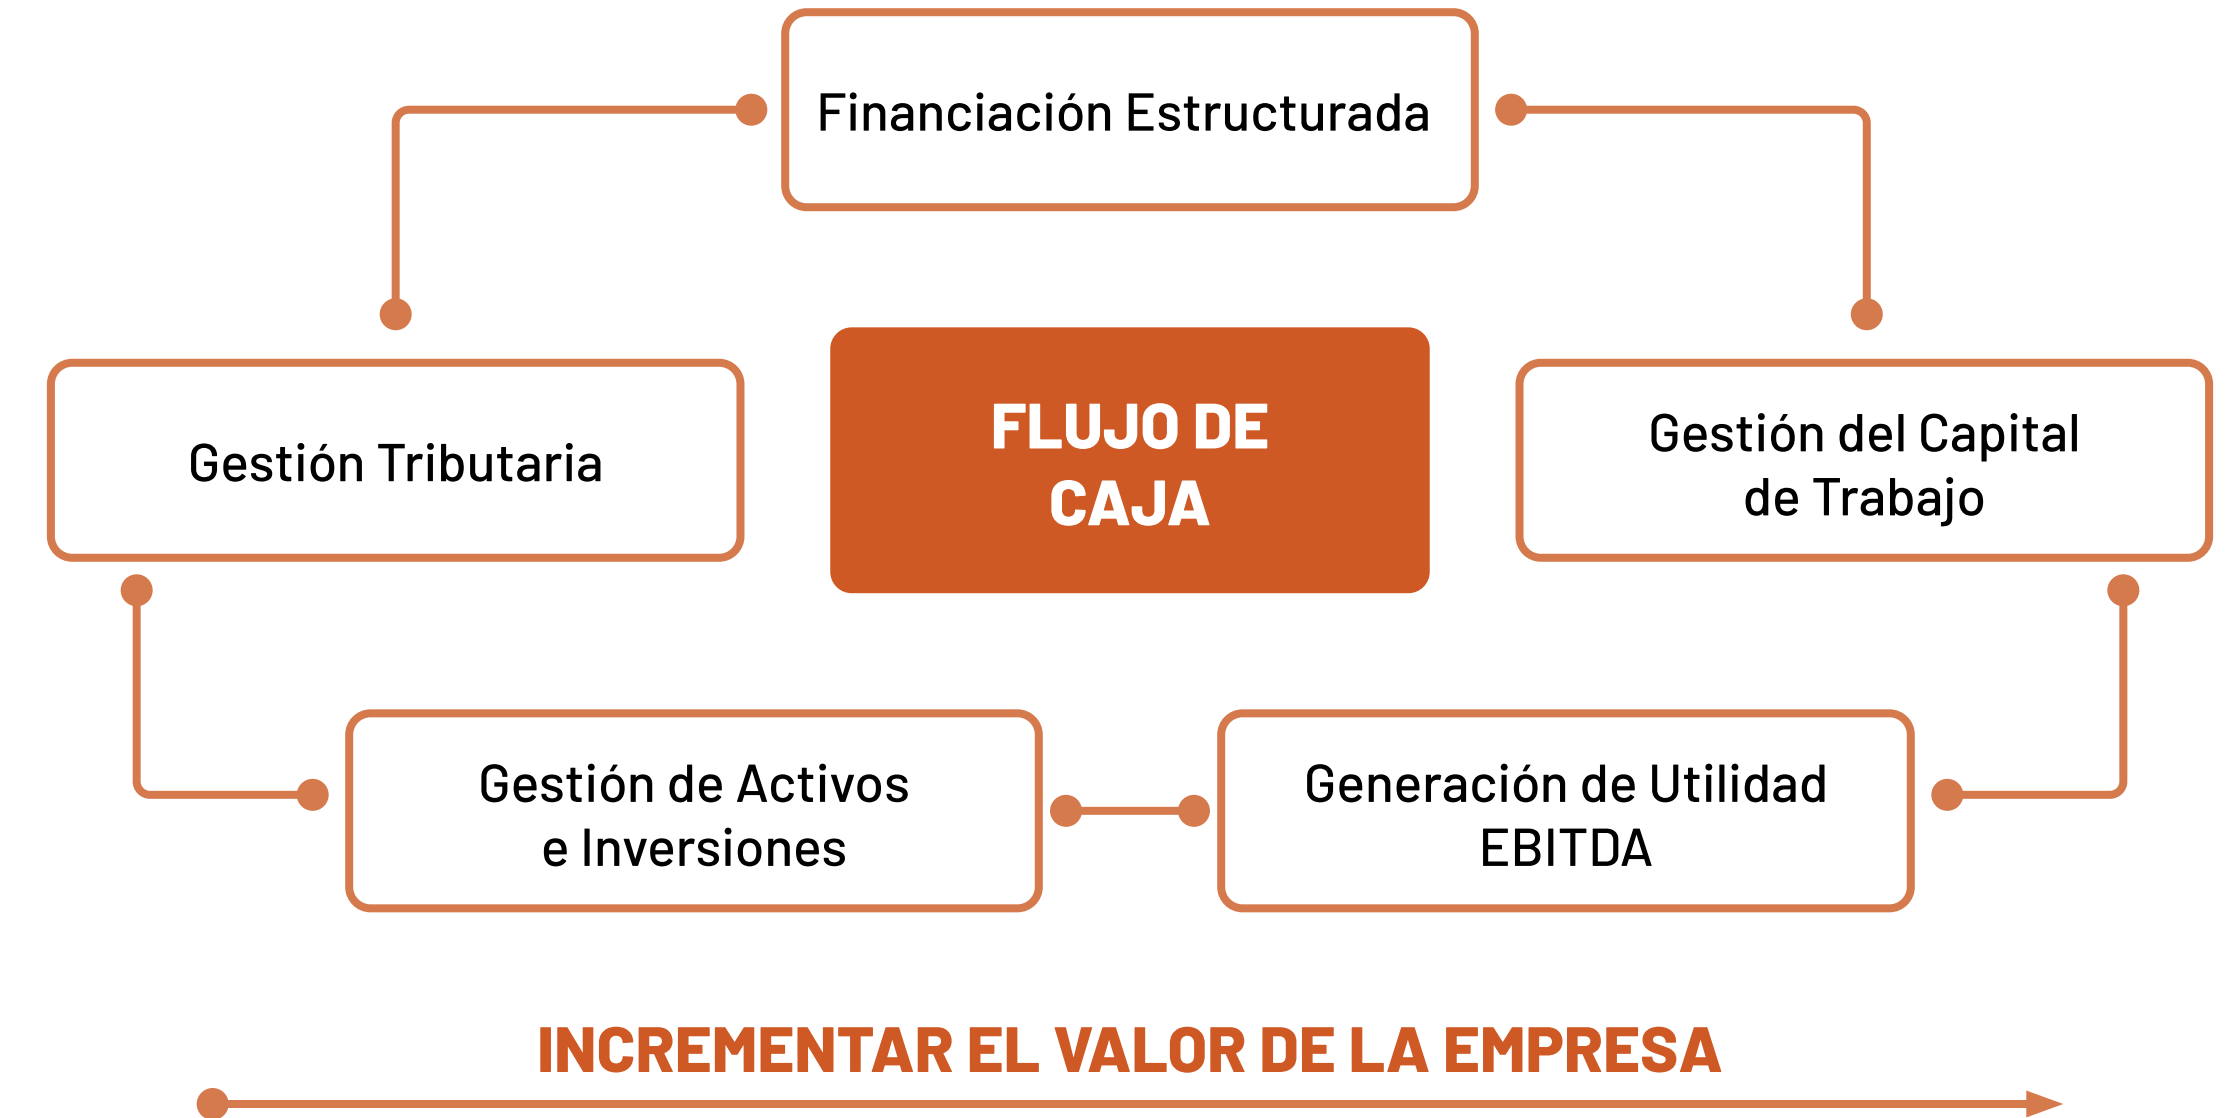 Financiación Estructurada
Gestión Tributaria
FLUJO DE
CAJA
Gestión del Capital
de Trabajo
Gestión de Activos
e Inversiones
Generación de Utilidad
EBITDA
INCREMENTAR EL VALOR DE LA EMPRESA